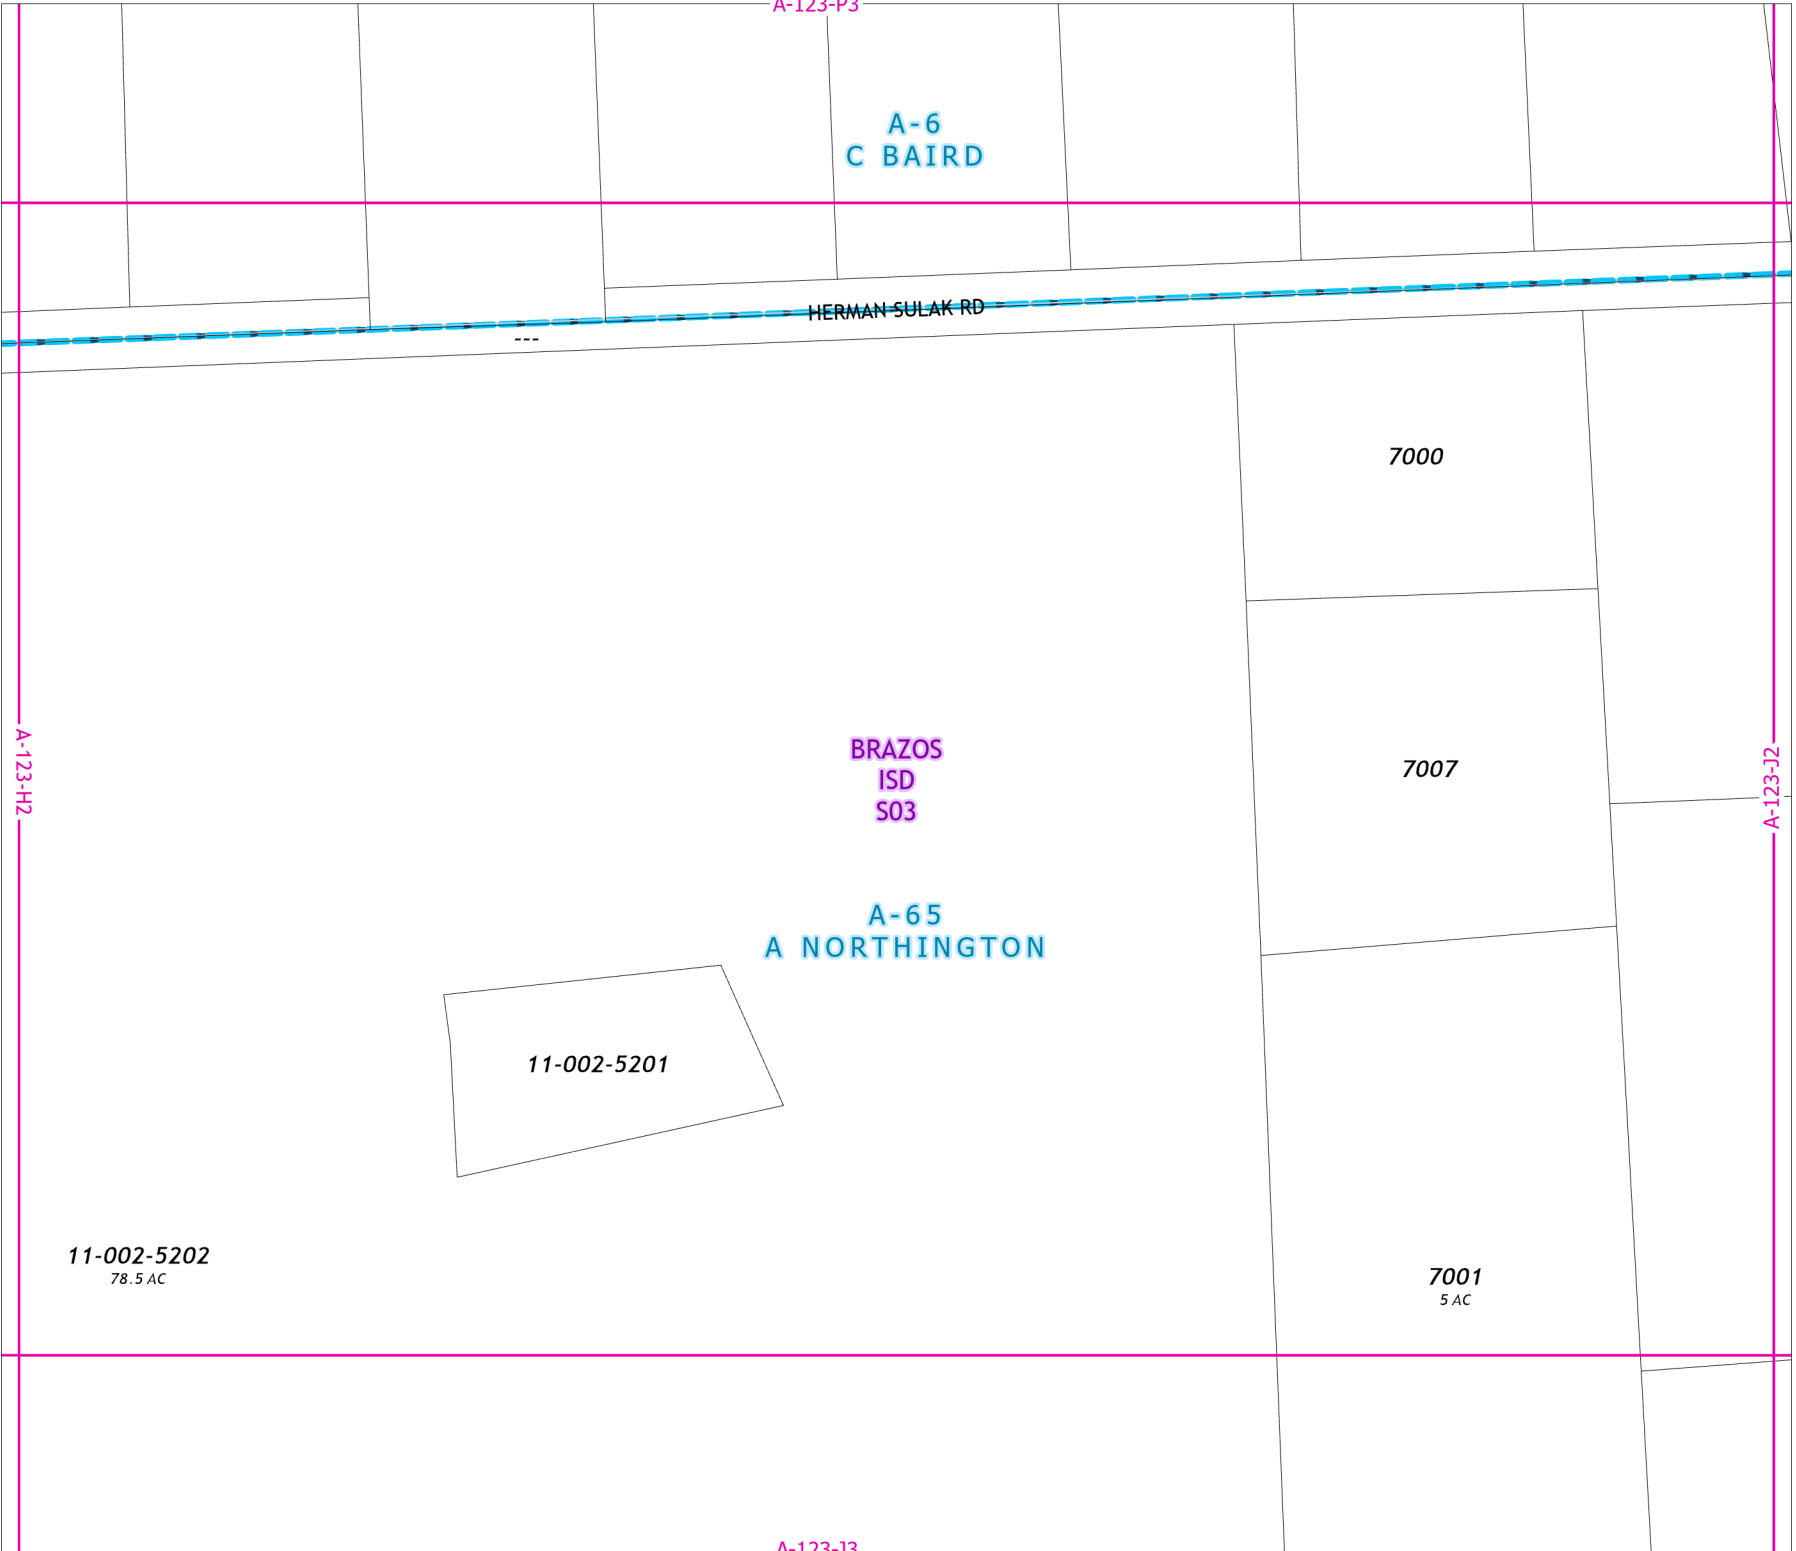 A-123-P3
A-6
C BAIRD
HERMAN SULAK RD
---
7000
A-123-H2
BRAZOS
ISD
S03
7007
A-123-J2
A-65
A NORTHINGTON
11-002-5201
11-002-5202
78.5 AC
7001
5 AC
A-123-J3